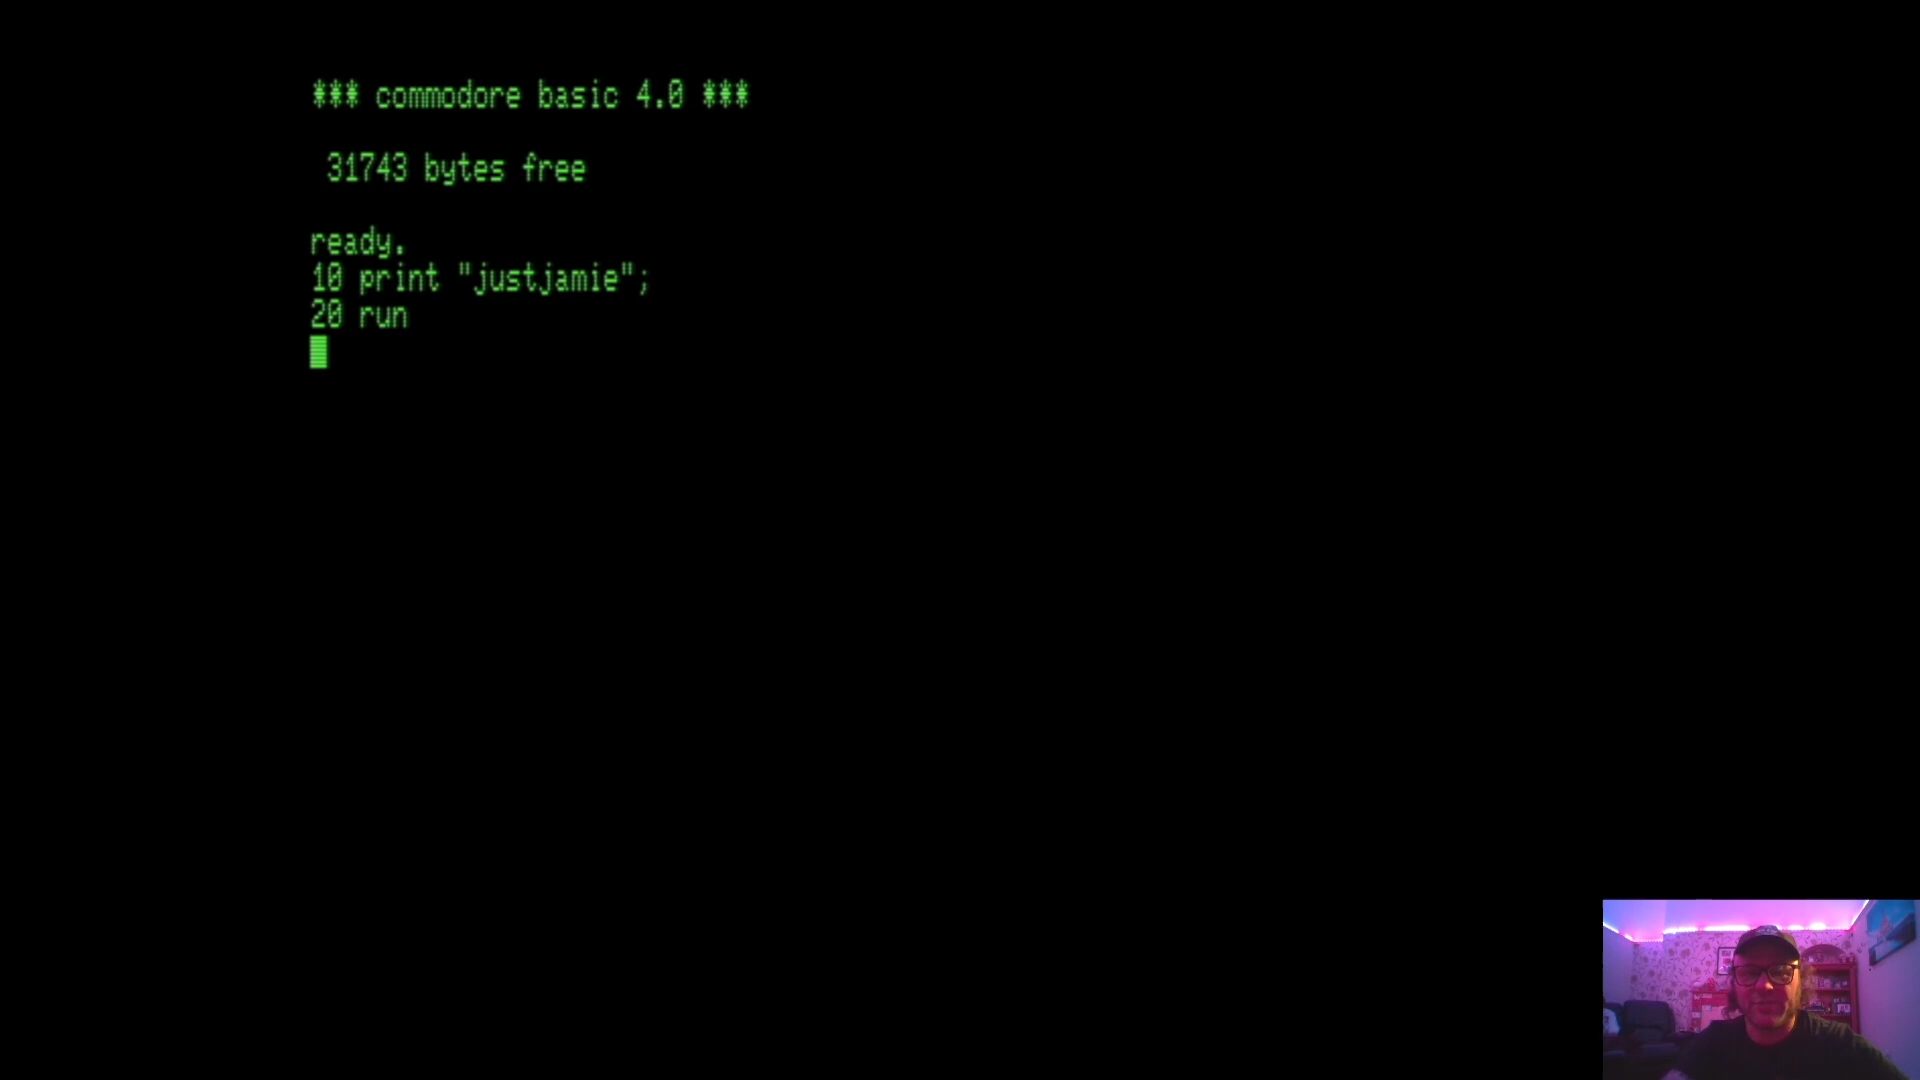 *** commodore basic 4.0 ***
31743 bytes free
ready.
10 print "justjamie";
20 run